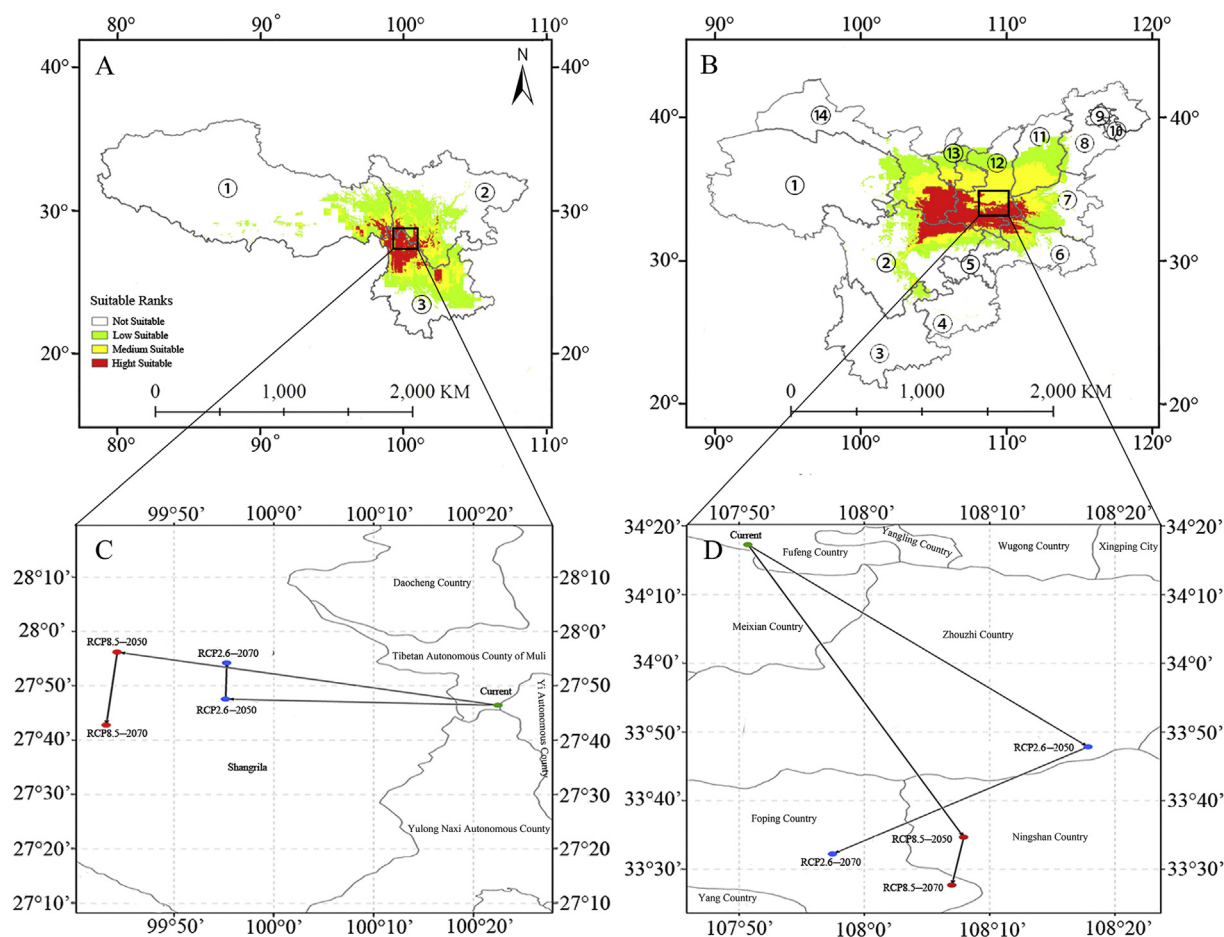 80° 90° 100° 110°
A
N
40° 40°
30° 30°
20° 20°
① ② ③
Suitable Ranks
Not Suitable
Low Suitable
Medium Suitable
Hight Suitable
0 1,000 2,000 KM
80° 90° 100° 110°
90° 100° 110° 120°
B
40° 40°
30° 30°
20° 20°
⑭ ⑨ ⑩ ⑪ ⑧ ⑬ ⑫
① ⑦
② ⑤ ⑥
④
③
0 1,000 2,000 KM
90° 100° 110° 120°
99°50’ 100°0’ 100°10’ 100°20’
C
28°10’ Daocheng Country 28°10’
28°0’ 28°0’
RCP8.5—2050
RCP2.6—2070
Tibetan Autonomous County of Muli
27°50’ 27°50’
Current
RCP2.6—2050
Yi Autonomous County
RCP8.5—2070
27°40’ 27°40’
Shangrila
27°30’ 27°30’
Yulong Naxi Autonomous County
27°20’ 27°20’
27°10’ 27°10’
99°50’ 100°0’ 100°10’ 100°20’
107°50’ 108°0’ 108°10’ 108°20’
34°20’ 34°20’
D
Current
Fufeng Country
Yangling Country
Wugong Country
Xingping City
34°10’ 34°10’
Meixian Country
Zhouzhi Country
34°0’ 34°0’
33°50’ 33°50’
RCP2.6—2050
33°40’ 33°40’
Foping Country
RCP8.5—2050
Ningshan Country
RCP2.6—2070
33°30’ 33°30’
RCP8.5—2070
Yang Country
107°50’ 108°0’ 108°10’ 108°20’